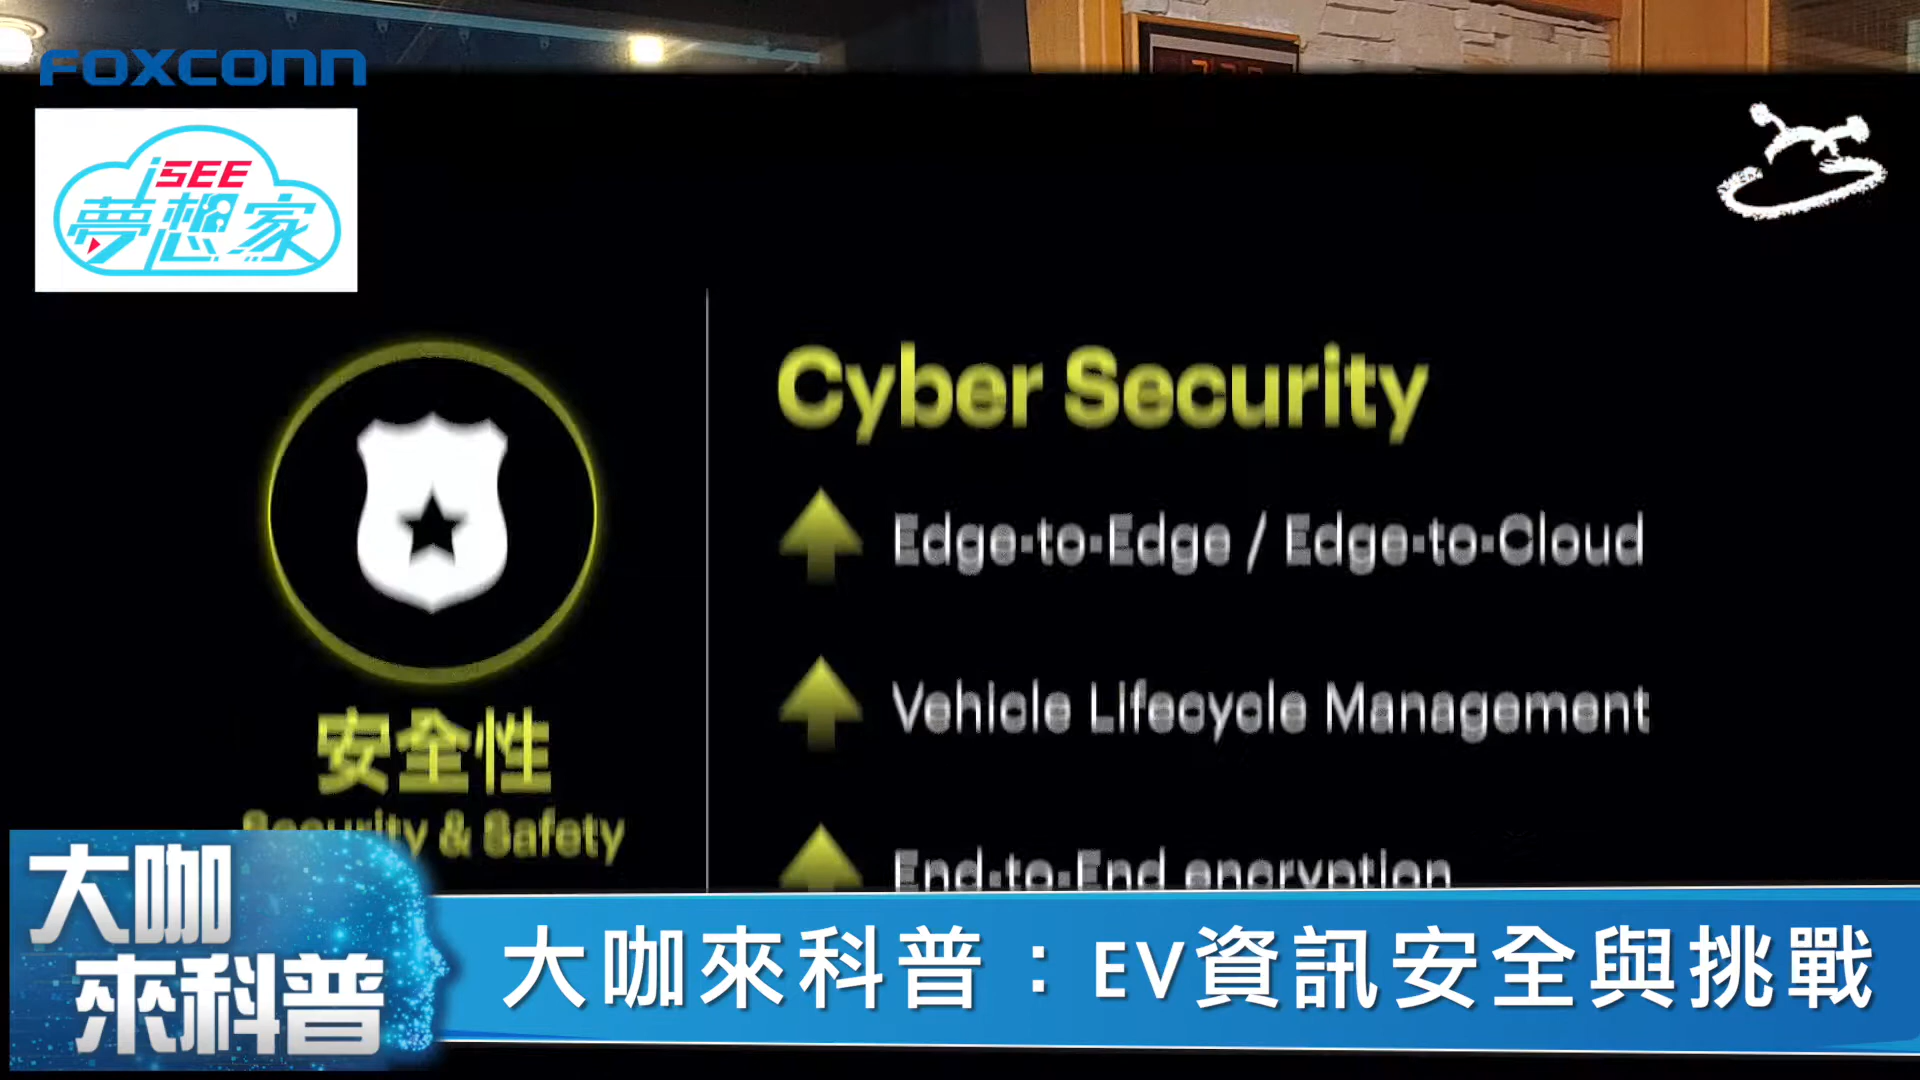 FOXCONN
iSEE
夢想家
Cyber Security
Edge-to-Edge / Edge-to-Cloud
Vehicle Lifecycle Management
End-to-End encryption
安全性
Security & Safety
大咖
來科普
大咖來科普：EV資訊安全與挑戰